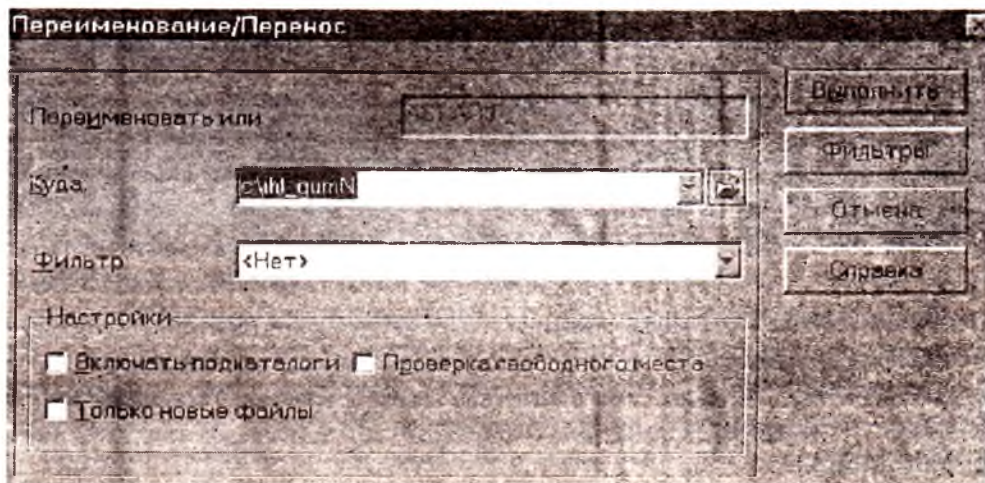 Переименование/Перенос
Переименовать или
Выполнить
Фильтры
Куда:
Отмена
Фильтр
<Нет>
Справка
Настройки
Включать подкаталоги
Проверка свободного места
Только новые файлы